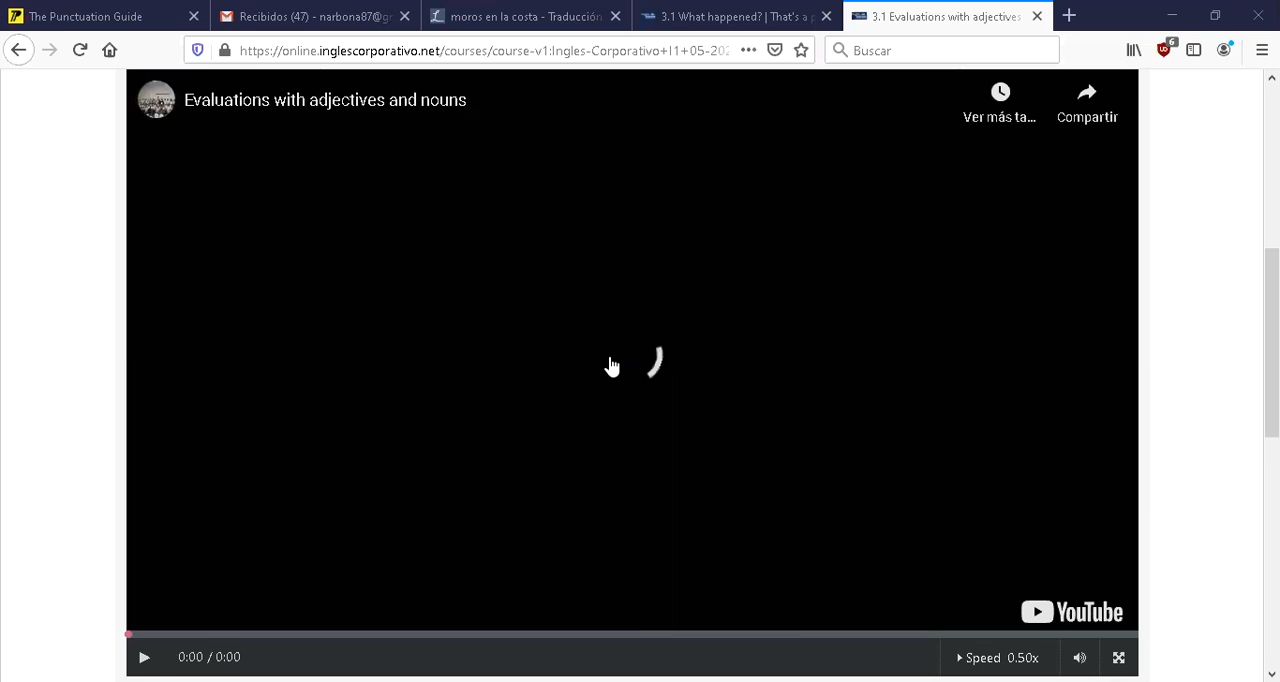 The Punctuation Guide
Recibidos (47) - narbona87@gr
moros en la costa - Traducción
3.1 What happened? | That's a p
3.1 Evaluations with adjectives
https://online.inglescorporativo.net/courses/course-v1:Ingles-Corporativo+I1+05-202
Buscar
6
Evaluations with adjectives and nouns
Ver más ta...
Compartir
YouTube
0:00 / 0:00
Speed 0.50x